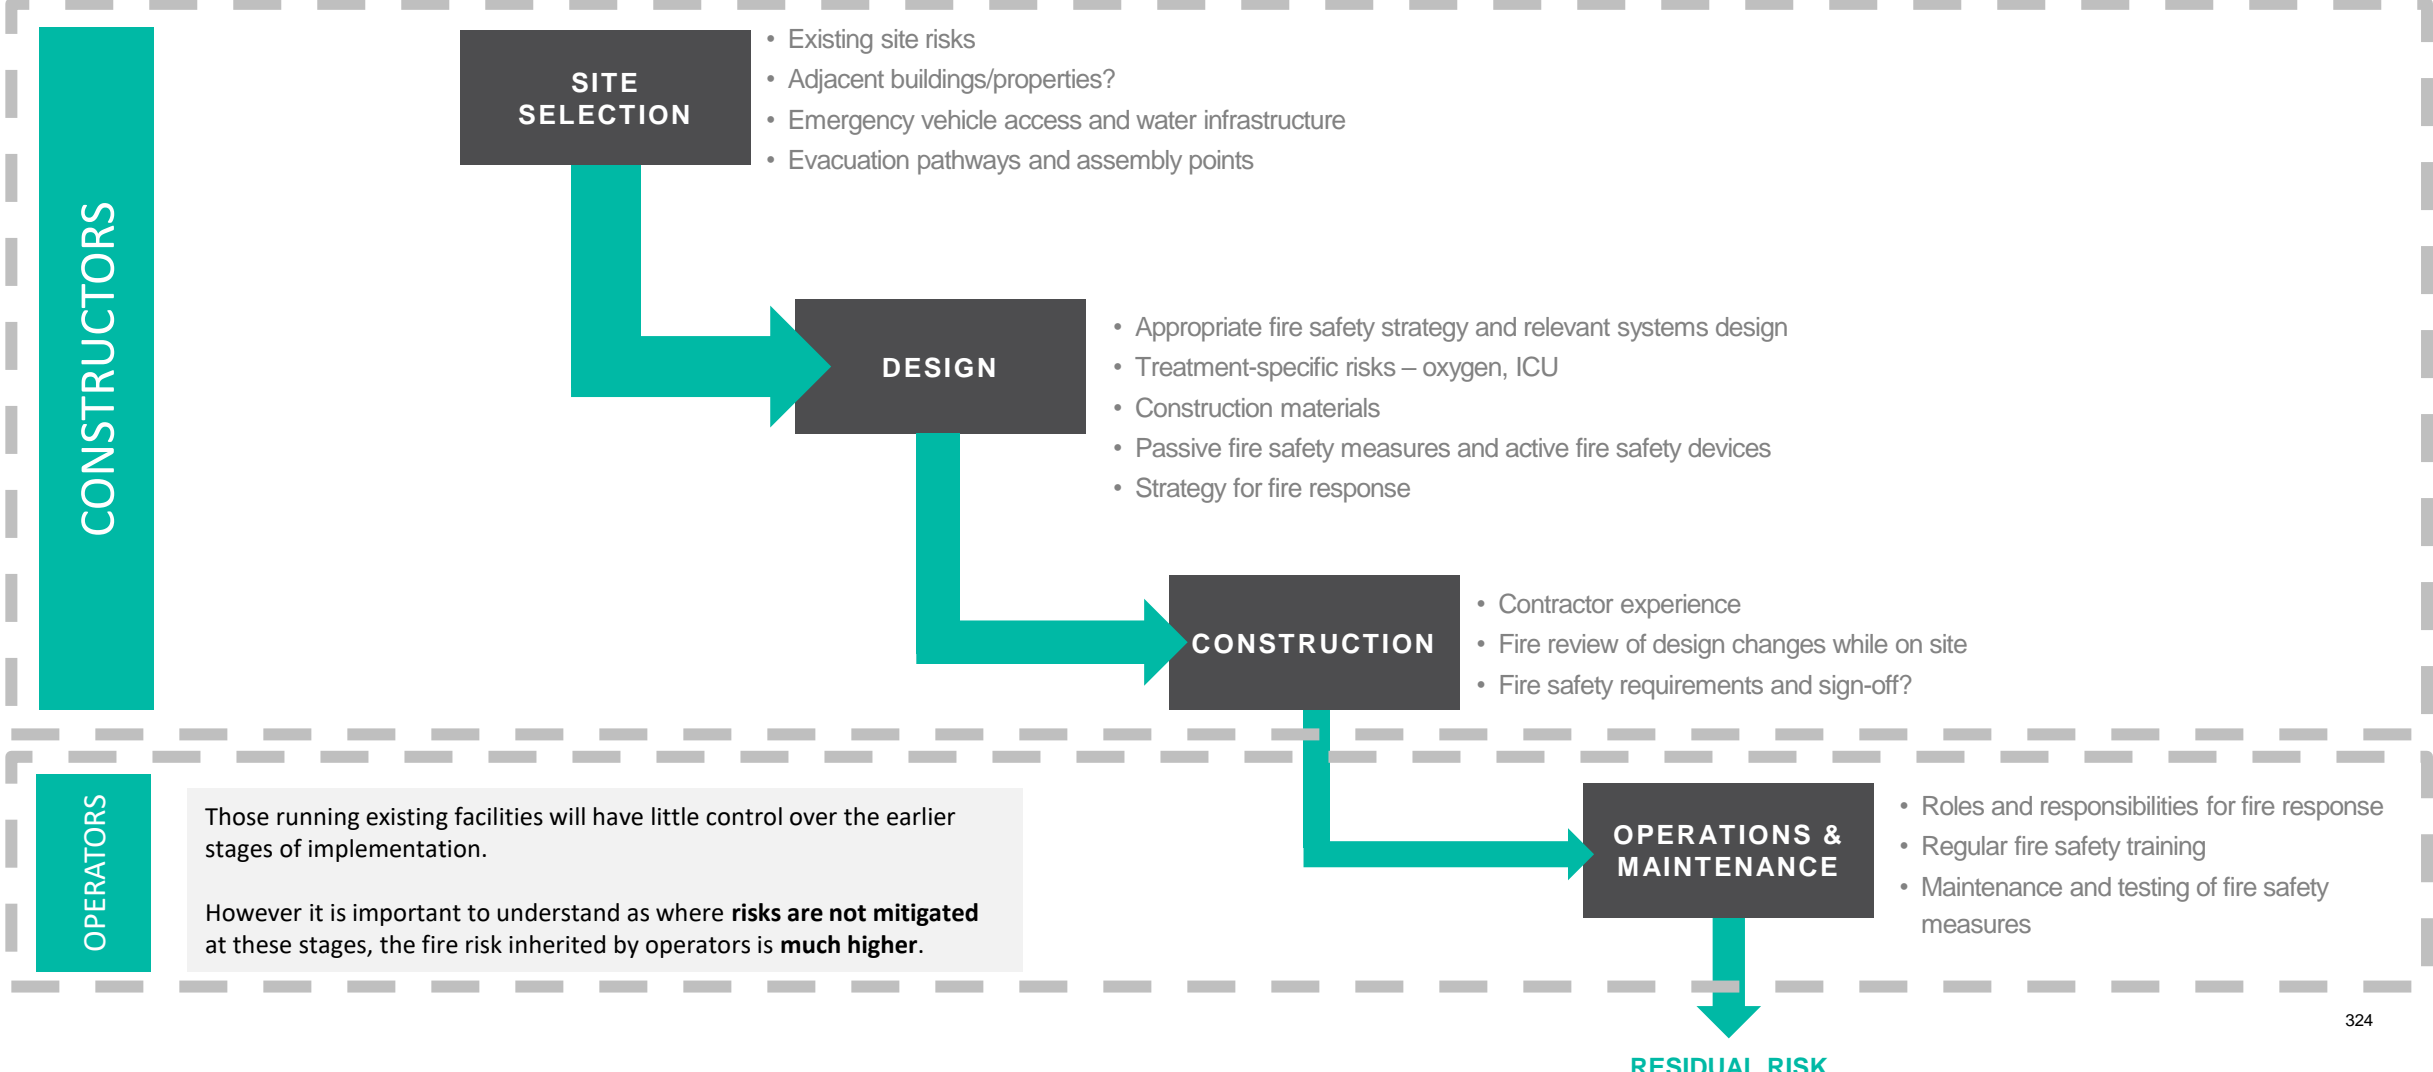 CONSTRUCTORS
SITE
SELECTION
• Existing site risks
• Adjacent buildings/properties?
• Emergency vehicle access and water infrastructure
• Evacuation pathways and assembly points
DESIGN
• Appropriate fire safety strategy and relevant systems design
• Treatment-specific risks – oxygen, ICU
• Construction materials
• Passive fire safety measures and active fire safety devices
• Strategy for fire response
CONSTRUCTION
• Contractor experience
• Fire review of design changes while on site
• Fire safety requirements and sign-off?
OPERATORS
Those running existing facilities will have little control over the earlier
stages of implementation.
However it is important to understand as where risks are not mitigated
at these stages, the fire risk inherited by operators is much higher.
OPERATIONS &
MAINTENANCE
• Roles and responsibilities for fire response
• Regular fire safety training
• Maintenance and testing of fire safety
measures
324
RESIDUAL RISK